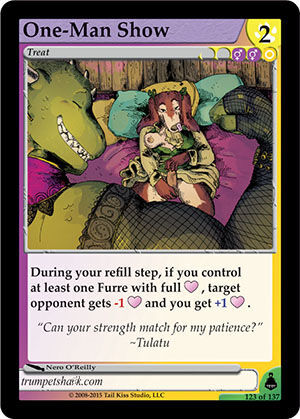 One-Man Show
2
Treat
During your refill step, if you control
at least one Furre with full , target
opponent gets -1 and you get +1 .
“Can your strength match for my patience?”
~Tulatu
Nero O'Reilly
trumpetshark.com
© 2008-2015 Tail Kiss Studio, LLC
123 of 137